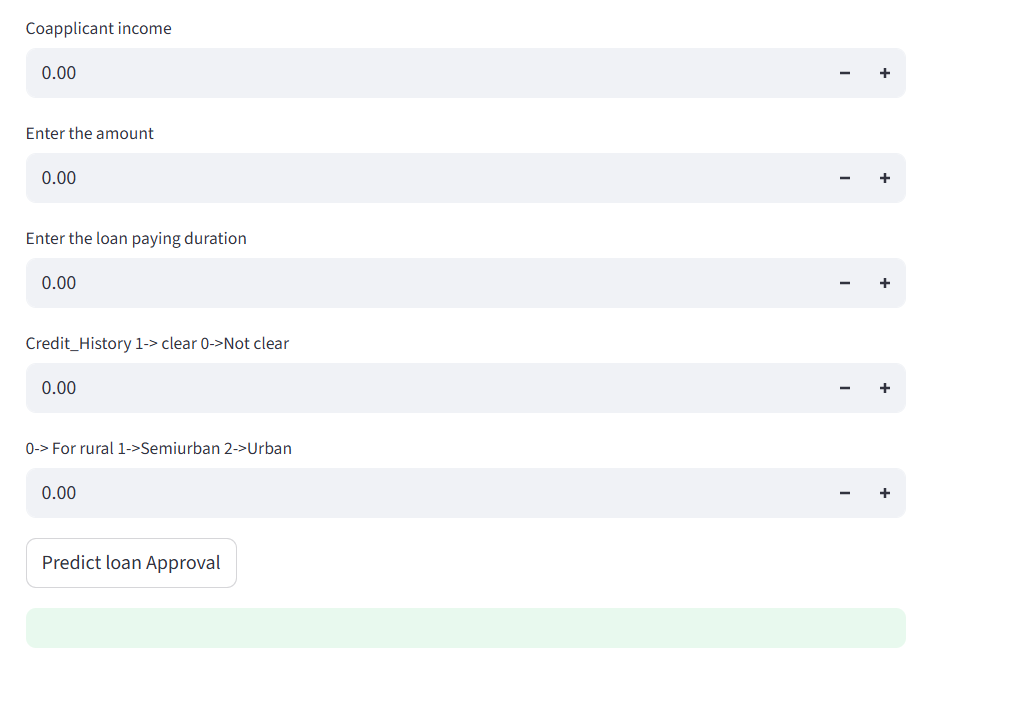 Coapplicant income
0.00
Enter the amount
0.00
Enter the loan paying duration
0.00
Credit_History 1-> clear 0->Not clear
0.00
0-> For rural 1->Semiurban 2->Urban
0.00
Predict loan Approval